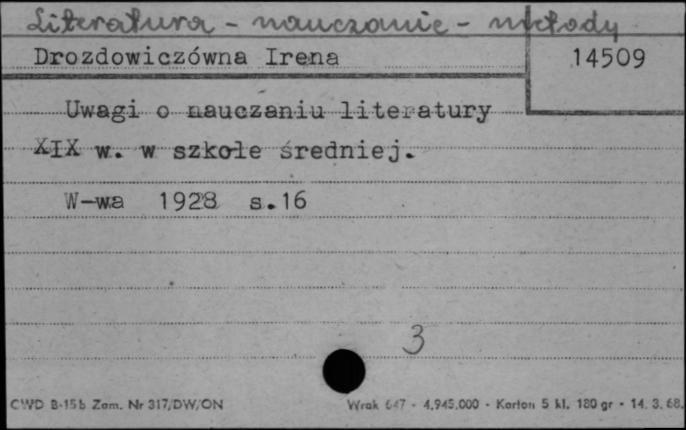 Literatura - nauczanie - metody
Drozdowiczówna Irena
14509
Uwagi o nauczaniu literatury
XIX w. w szkole średniej.
W-wa 1928 s.16
3
CWD B-15b Zam. Nr 317/DW/ON
Wrak 647 - 4.945.000 - Karton 5 kl. 180 gr - 14. 3. 68.